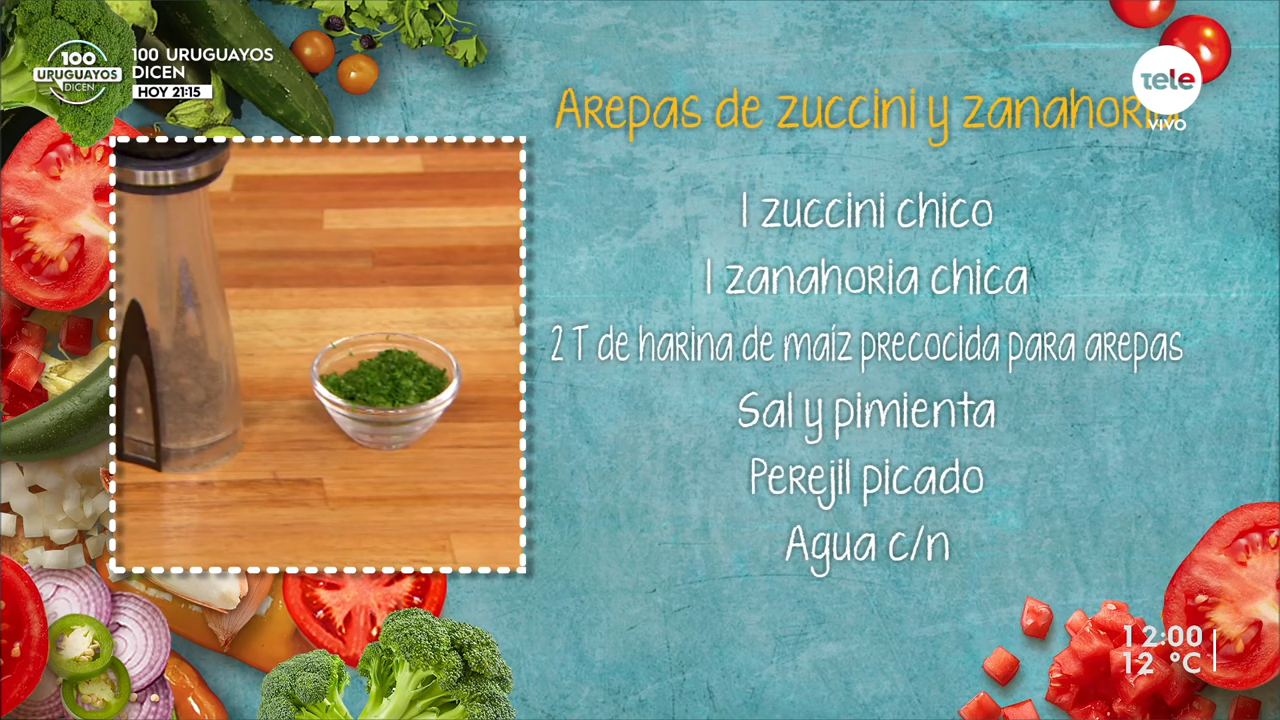 100
URUGUAYOS
DICEN
100 URUGUAYOS
DICEN
HOY 21:15
tele
VIVO
Arepas de zuccini y zanahoria
1 zuccini chico
1 zanahoria chica
2 T de harina de maíz precocida para arepas
Sal y pimienta
Perejil picado
Agua c/n
12:00
12 °C